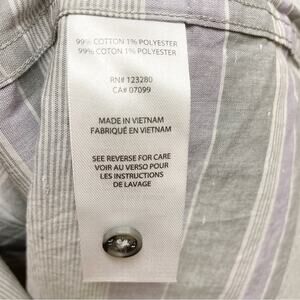 99% COTTON 1% POLYESTER
99% COTON 1% POLYESTER
RN# 123280
CA# 07099
MADE IN VIETNAM
FABRIQUÉ EN VIETNAM
SEE REVERSE FOR CARE
VOIR AU VERSO POUR
LES INSTRUCTIONS
DE LAVAGE